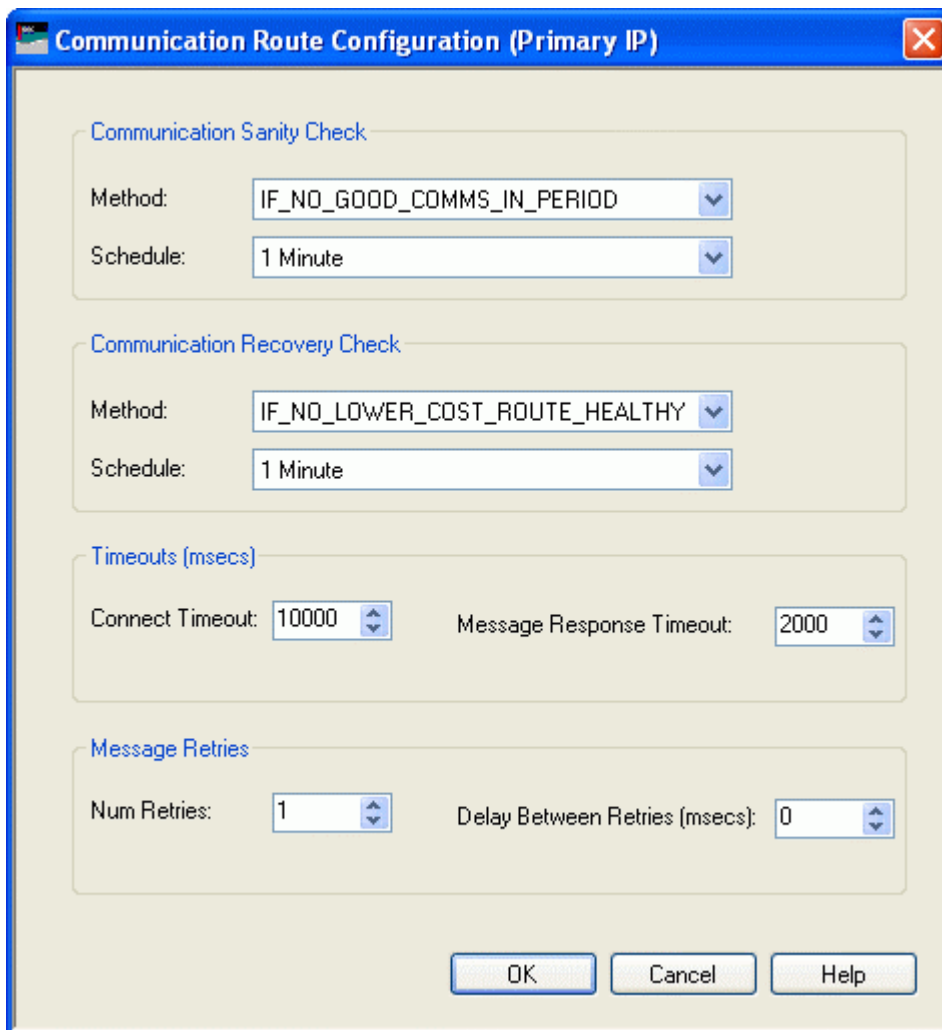 Communication Route Configuration (Primary IP)
Communication Sanity Check
Method: IF_NO_GOOD_COMMS_IN_PERIOD
Schedule: 1 Minute
Communication Recovery Check
Method: IF_NO_LOWER_COST_ROUTE_HEALTHY
Schedule: 1 Minute
Timeouts (msecs)
Connect Timeout: 10000 Message Response Timeout: 2000
Message Retries
Num Retries: 1 Delay Between Retries (msecs): 0
OK Cancel Help